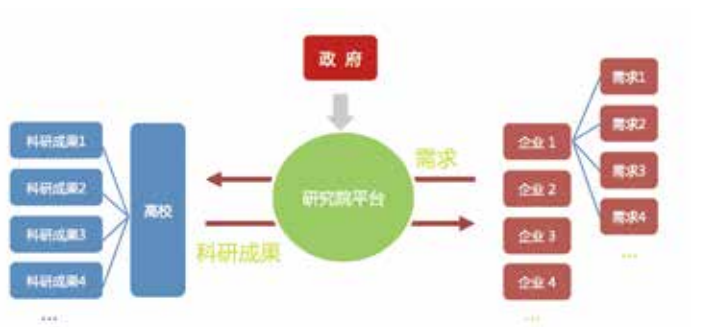 政 府
科研成果1
科研成果2
科研成果3
科研成果4
...
高校
研究院平台
需求
科研成果
企业 1
企业 2
企业 3
企业 4
...
需求1
需求2
需求3
需求4
...